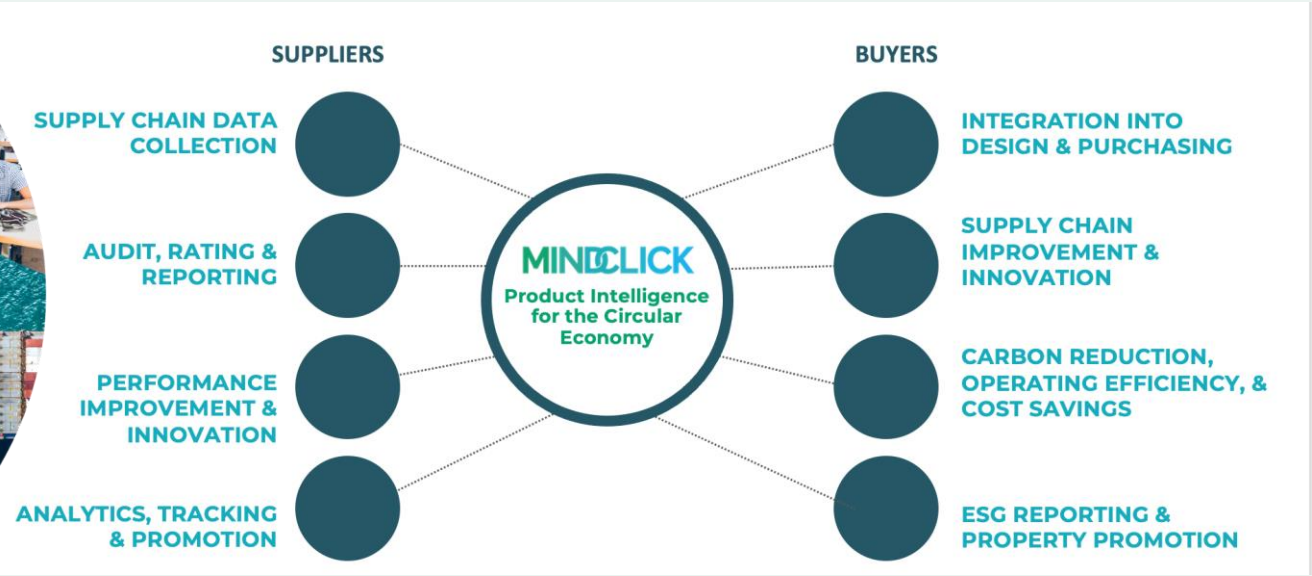 SUPPLIERS
SUPPLY CHAIN DATA
COLLECTION
AUDIT, RATING &
REPORTING
PERFORMANCE
IMPROVEMENT &
INNOVATION
ANALYTICS, TRACKING
& PROMOTION
MINDCLICK
Product Intelligence
for the Circular
Economy
BUYERS
INTEGRATION INTO
DESIGN & PURCHASING
SUPPLY CHAIN
IMPROVEMENT &
INNOVATION
CARBON REDUCTION,
OPERATING EFFICIENCY, &
COST SAVINGS
ESG REPORTING &
PROPERTY PROMOTION